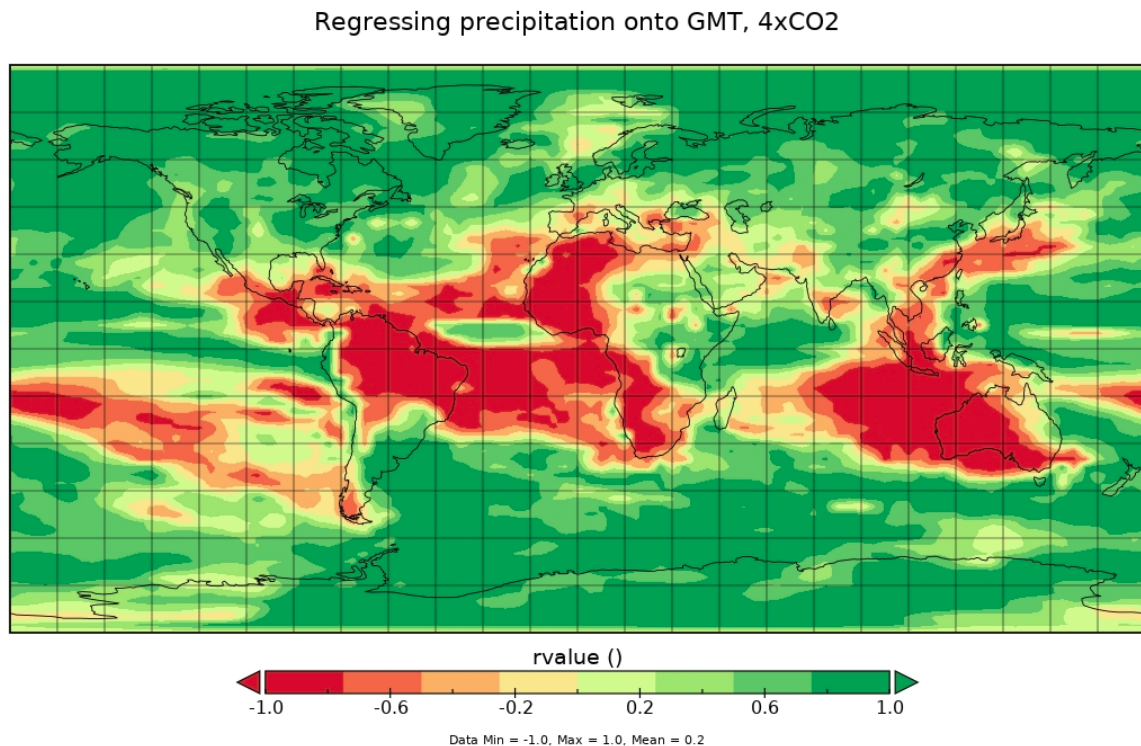 Regressing precipitation onto GMT, 4xCO2
rvalue ()
-1.0 -0.6 -0.2 0.2 0.6 1.0
Data Min = -1.0, Max = 1.0, Mean = 0.2